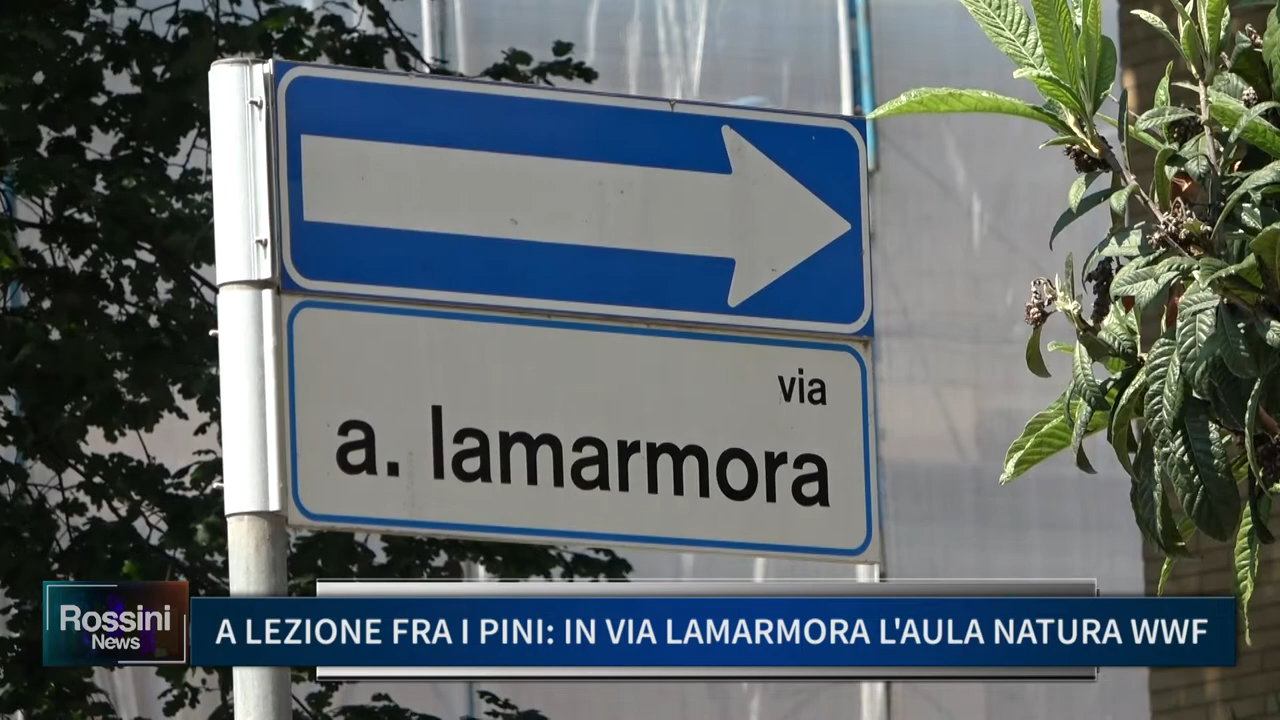 via
a. lamarmora
Rossini
News
A LEZIONE FRA I PINI: IN VIA LAMARMORA L'AULA NATURA WWF